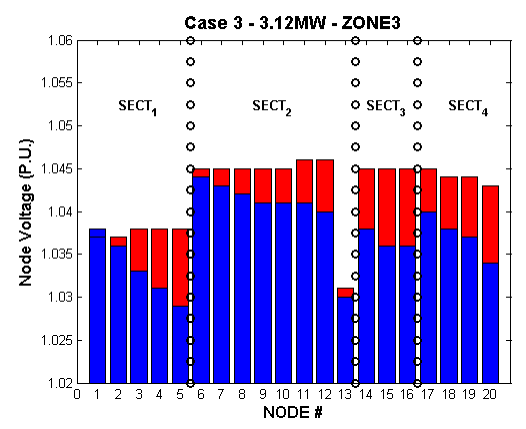 Case 3 - 3.12MW - ZONE3
Node Voltage (P.U.)
1.06
1.055
1.05
1.045
1.04
1.035
1.03
1.025
1.02
SECT1
SECT2
SECT3
SECT4
0 1 2 3 4 5 6 7 8 9 10 11 12 13 14 15 16 17 18 19 20
NODE #